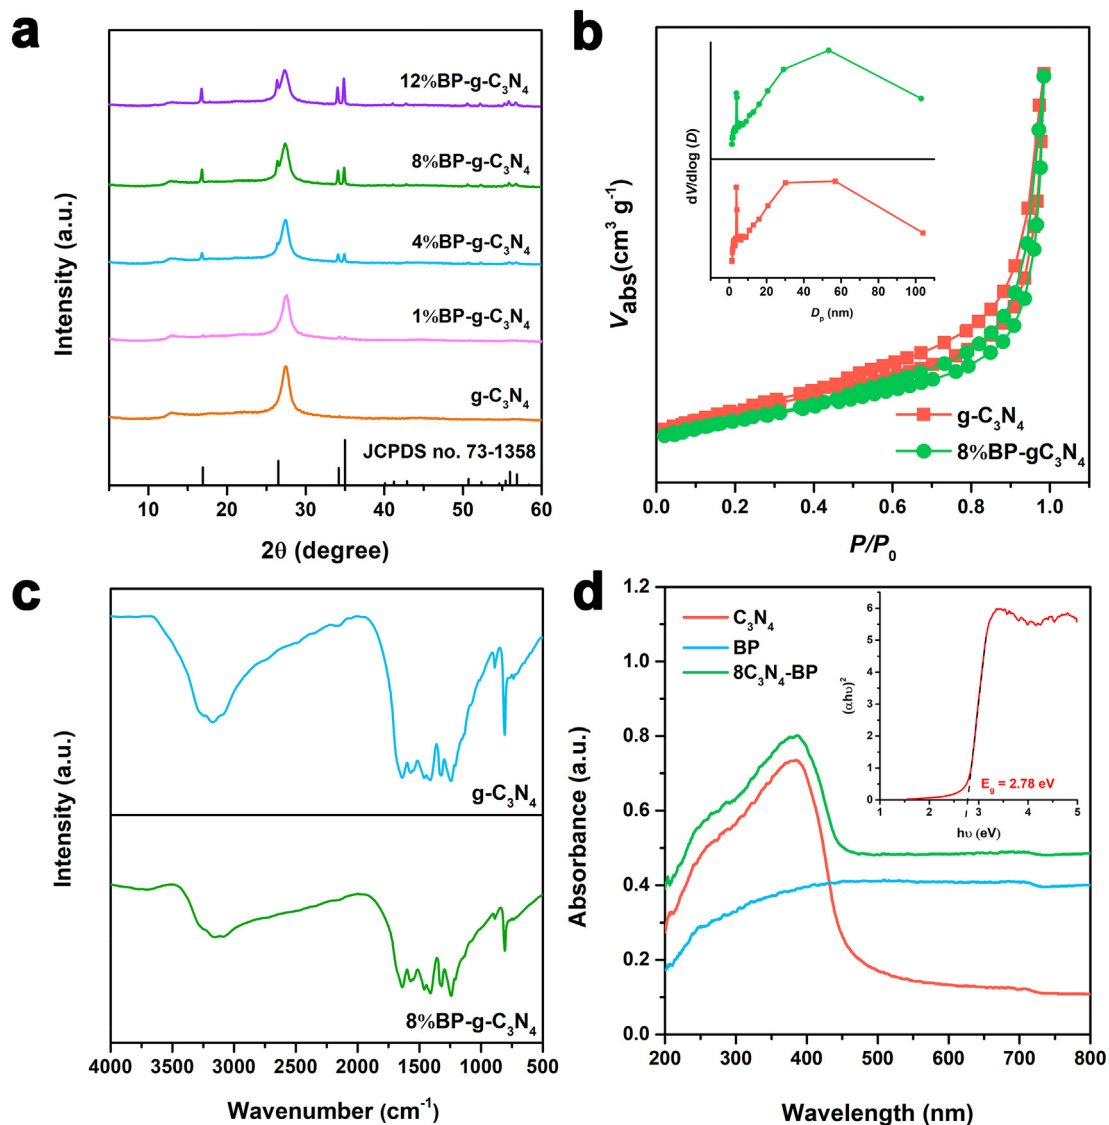 a
12%BP-g-C₃N₄
8%BP-g-C₃N₄
4%BP-g-C₃N₄
1%BP-g-C₃N₄
g-C₃N₄
JCPDS no. 73-1358
Intensity (a.u.)
10 20 30 40 50 60
2θ (degree)
b
Vabs(cm³ g⁻¹)
dV/dlog (D)
0 20 40 60 80 100
Dₚ (nm)
g-C₃N₄
8%BP-gC₃N₄
0.0 0.2 0.4 0.6 0.8 1.0
P/P₀
c
Intensity (a.u.)
g-C₃N₄
Intensity (a.u.)
8%BP-g-C₃N₄
4000 3500 3000 2500 2000 1500 1000 500
Wavenumber (cm⁻¹)
d
Absorbance (a.u.)
1.2
1.0
0.8
0.6
0.4
0.2
0.0
C₃N₄
BP
8C₃N₄-BP
(αhυ)²
6
5
4
3
2
1
0
E_g = 2.78 eV
1 2 3 4 5
hυ (eV)
200 300 400 500 600 700 800
Wavelength (nm)